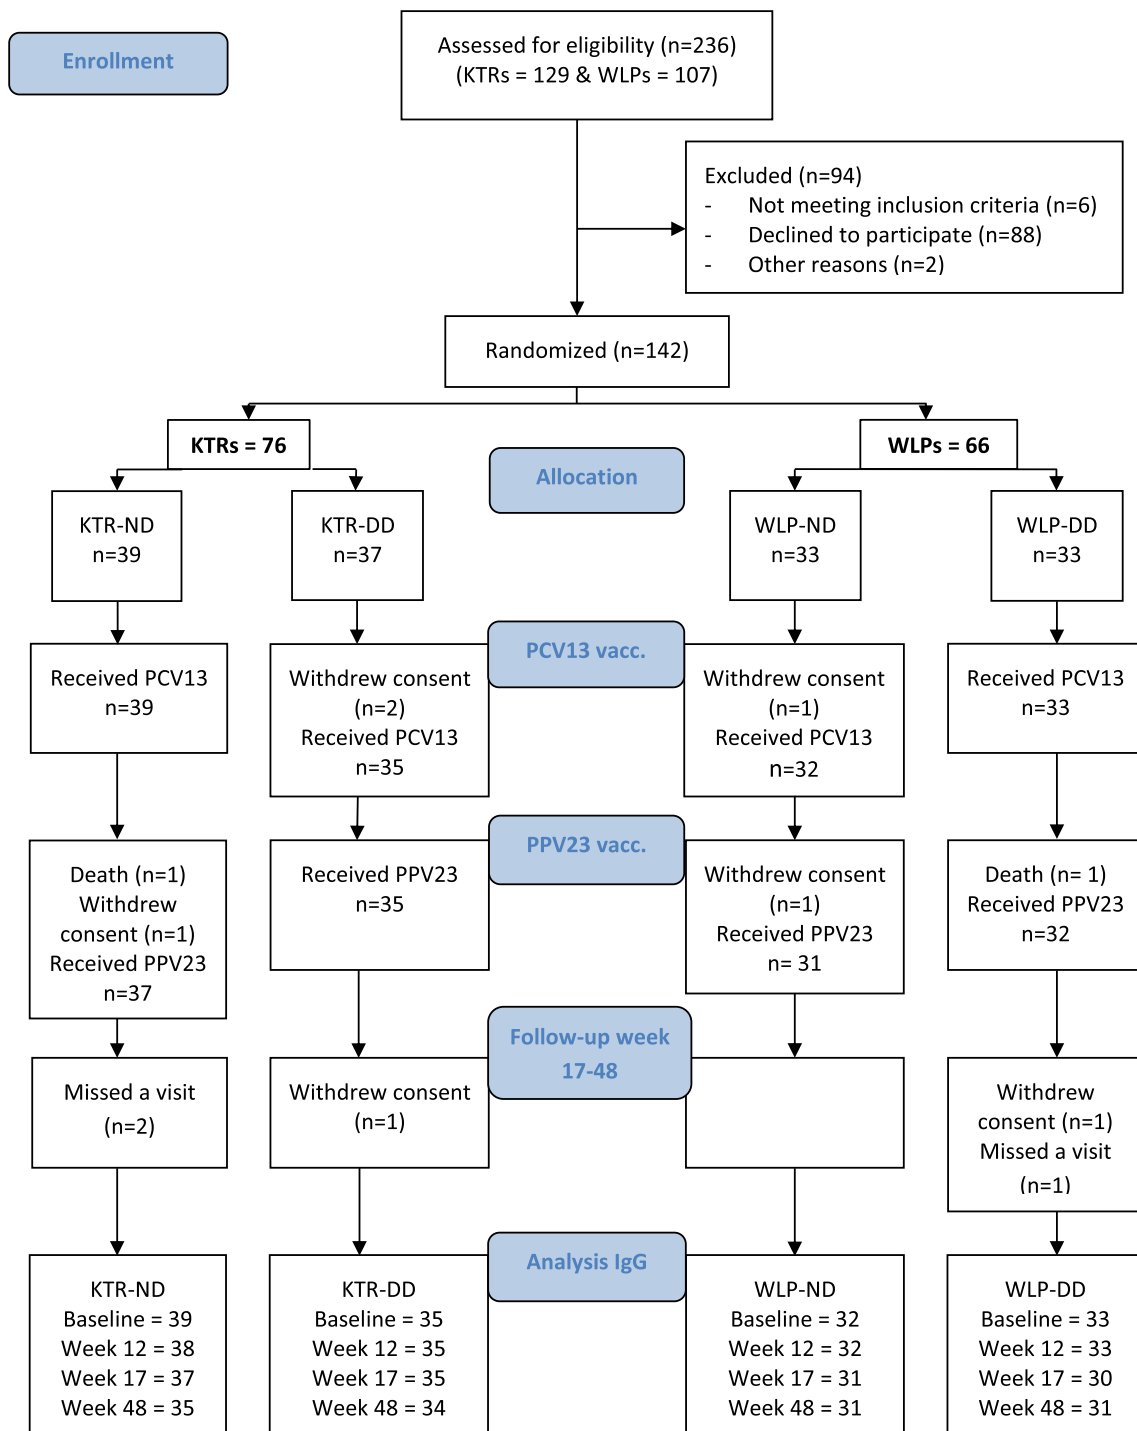 Enrollment
Assessed for eligibility (n=236)
(KTRs = 129 & WLPs = 107)
Excluded (n=94)
- Not meeting inclusion criteria (n=6)
- Declined to participate (n=88)
- Other reasons (n=2)
Randomized (n=142)
KTRs = 76
WLPs = 66
Allocation
KTR-ND
n=39
KTR-DD
n=37
WLP-ND
n=33
WLP-DD
n=33
PCV13 vacc.
Received PCV13
n=39
Withdrew consent
(n=2)
Received PCV13
n=35
Withdrew consent
(n=1)
Received PCV13
n=32
Received PCV13
n=33
PPV23 vacc.
Death (n=1)
Withdrew
consent (n=1)
Received PPV23
n=37
Received PPV23
n=35
Withdrew consent
(n=1)
Received PPV23
n= 31
Death (n= 1)
Received PPV23
n=32
Follow-up week
17-48
Missed a visit
(n=2)
Withdrew consent
(n=1)
Withdrew
consent (n=1)
Missed a visit
(n=1)
Analysis IgG
KTR-ND
Baseline = 39
Week 12 = 38
Week 17 = 37
Week 48 = 35
KTR-DD
Baseline = 35
Week 12 = 35
Week 17 = 35
Week 48 = 34
WLP-ND
Baseline = 32
Week 12 = 32
Week 17 = 31
Week 48 = 31
WLP-DD
Baseline = 33
Week 12 = 33
Week 17 = 30
Week 48 = 31